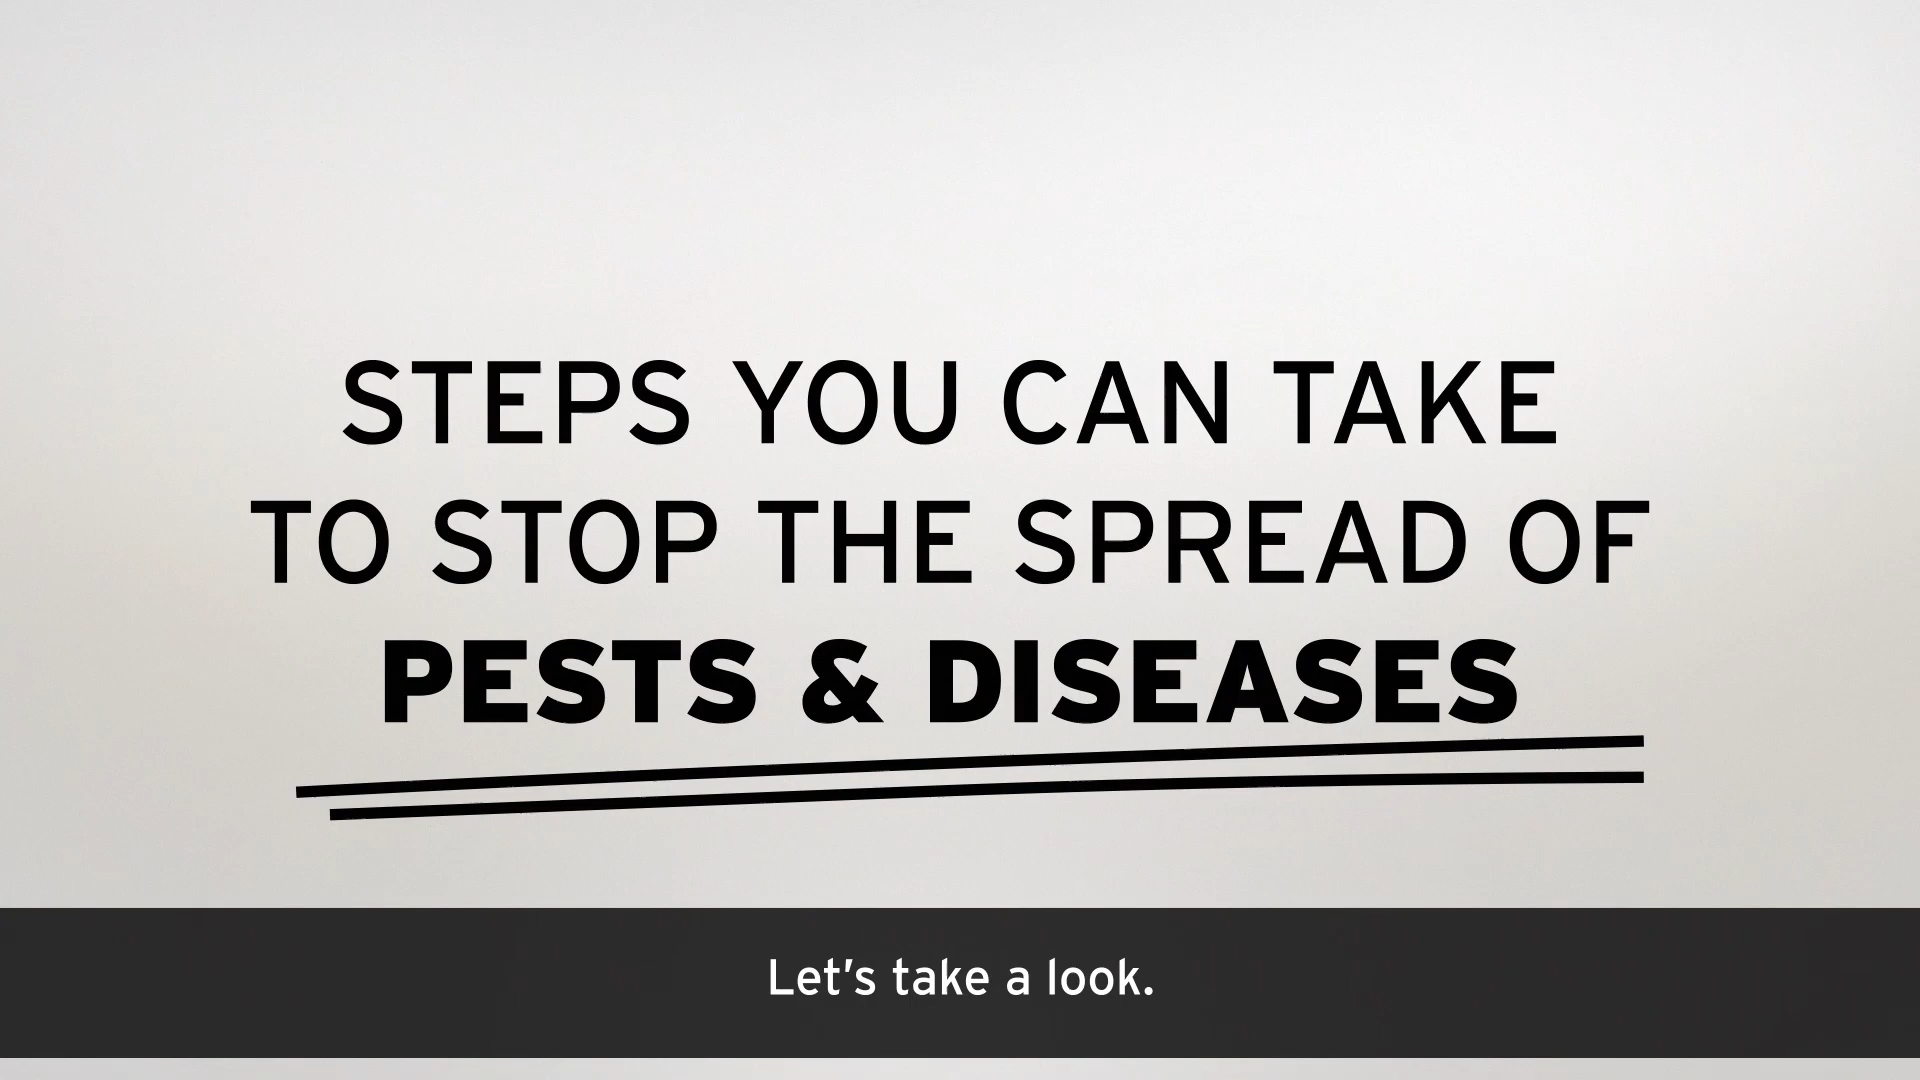 STEPS YOU CAN TAKE
TO STOP THE SPREAD OF
PESTS & DISEASES
Let's take a look.